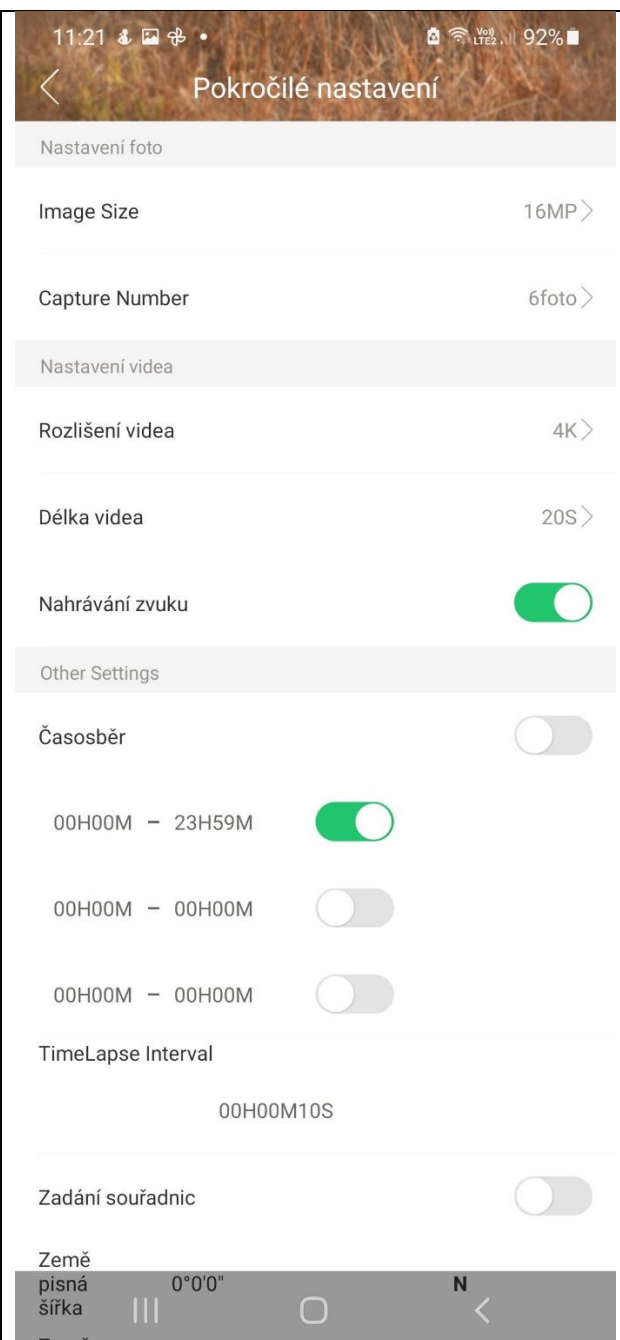 11:21 92%
Vo))
LTE2
Pokročilé nastavení
Nastavení foto
Image Size 16MP
Capture Number 6foto
Nastavení videa
Rozlišení videa 4K
Délka videa 20S
Nahrávání zvuku
Other Settings
Časosběr
00H00M – 23H59M
00H00M – 00H00M
00H00M – 00H00M
TimeLapse Interval
00H00M10S
Zadání souřadnic
Země
pisná 0°0'0" N
šířka